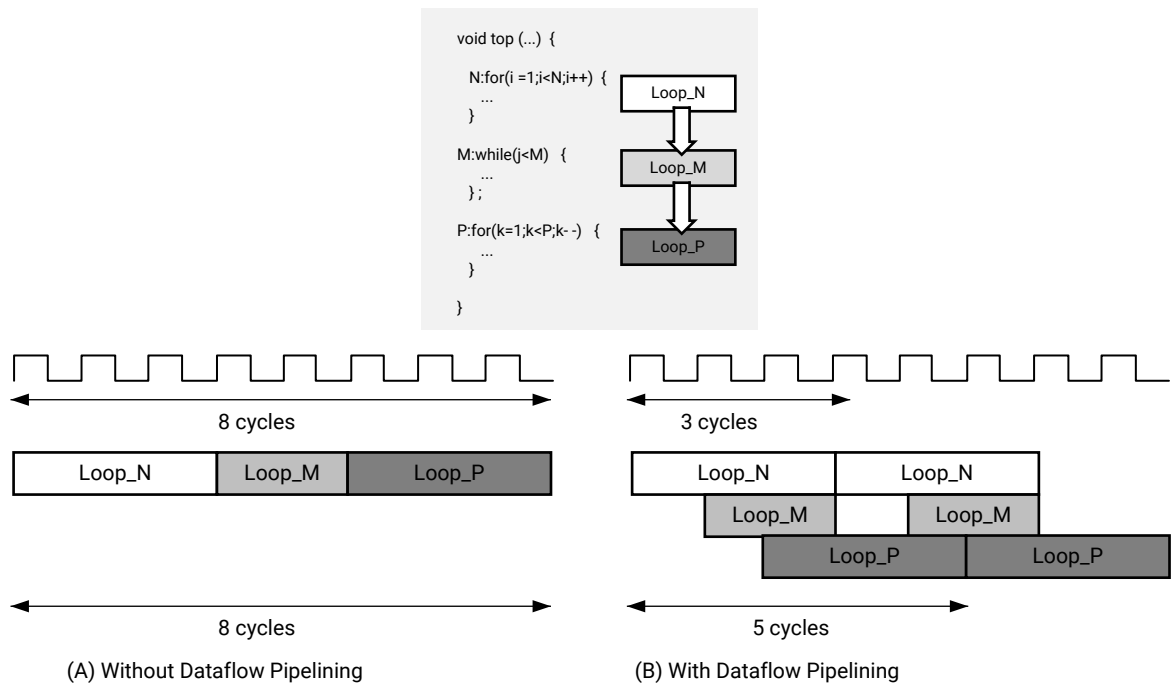 void top (...) {
N:for(i =1;i<N;i++) {
...
}
M:while(j<M) {
...
} ;
P:for(k=1;k<P;k- -) {
...
}
}
Loop_N
Loop_M
Loop_P
8 cycles
Loop_N Loop_M Loop_P
8 cycles
(A) Without Dataflow Pipelining
3 cycles
Loop_N Loop_N
Loop_M Loop_M
Loop_P Loop_P
5 cycles
(B) With Dataflow Pipelining